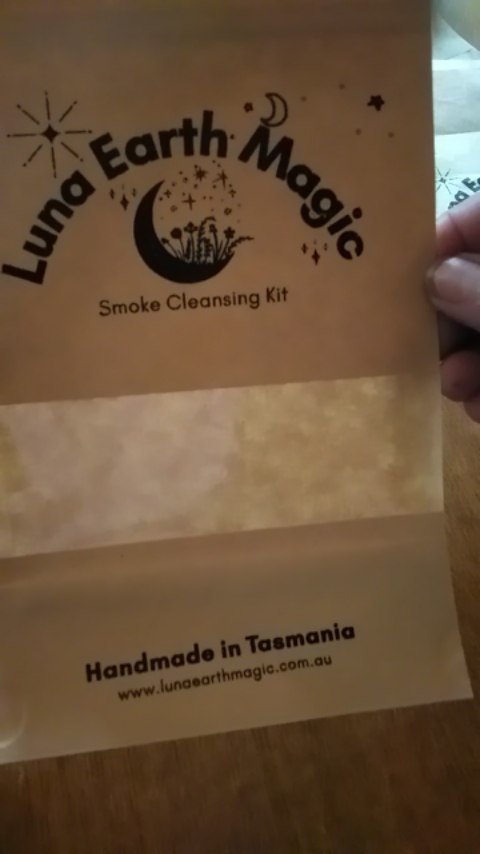 Luna Earth Magic
Smoke Cleansing Kit
Handmade in Tasmania
www.lunaearthmagic.com.au